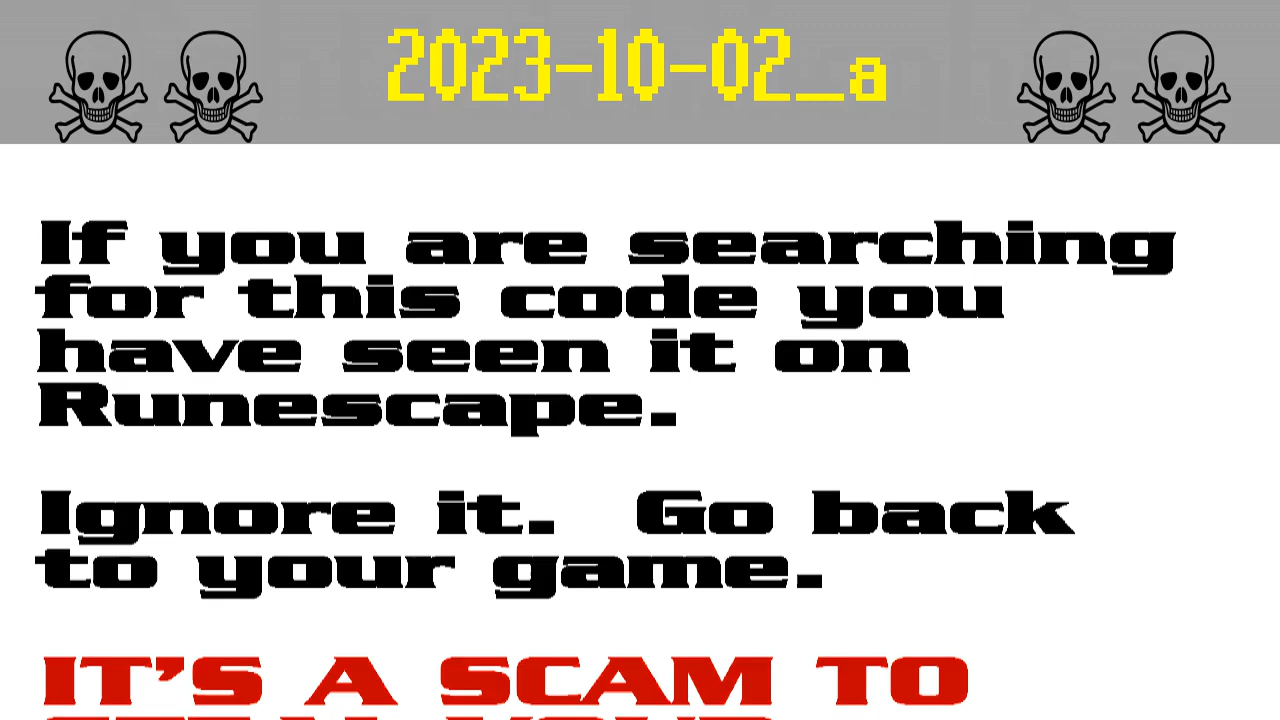 2023-10-02_a
If you are searching
for this code you
have seen it on
Runescape.
Ignore it. Go back
to your game.
IT'S A SCAM TO